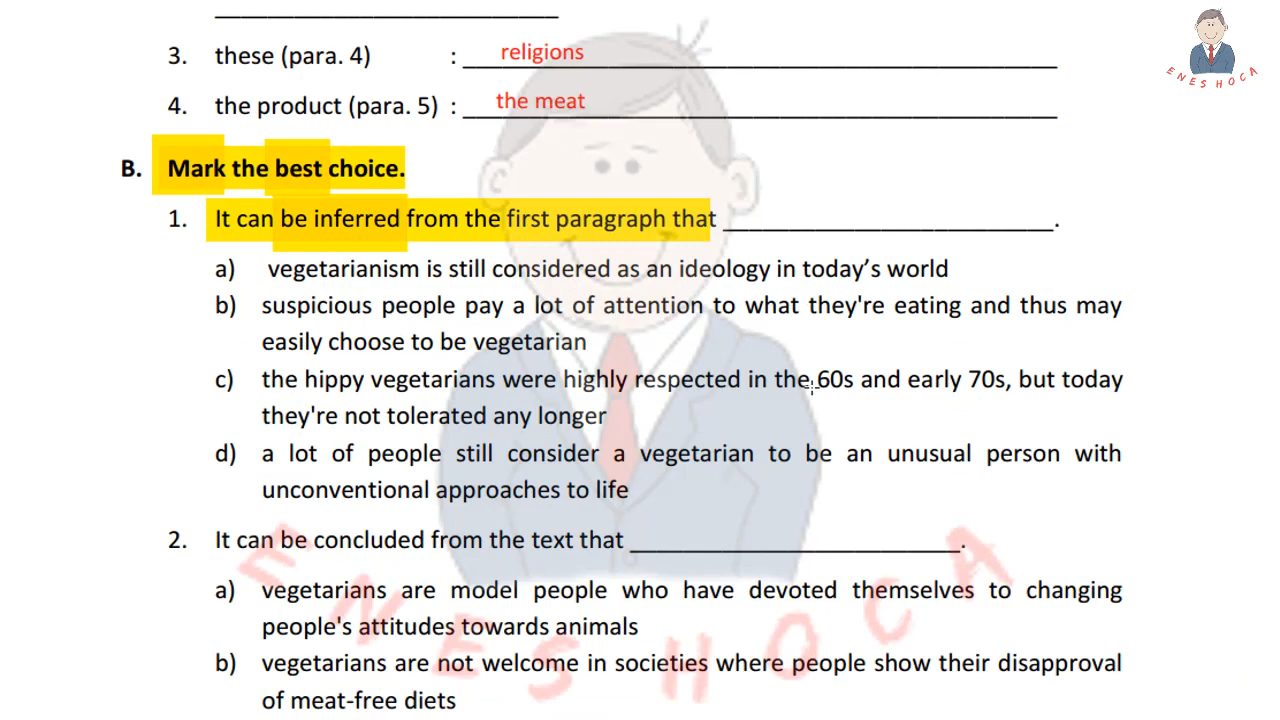 3. these (para. 4) : religions
4. the product (para. 5) : the meat
B. Mark the best choice.
1. It can be inferred from the first paragraph that ______________________________.
a) vegetarianism is still considered as an ideology in today's world
b) suspicious people pay a lot of attention to what they're eating and thus may
easily choose to be vegetarian
c) the hippy vegetarians were highly respected in the 60s and early 70s, but today
they're not tolerated any longer
d) a lot of people still consider a vegetarian to be an unusual person with
unconventional approaches to life
2. It can be concluded from the text that ______________________________.
a) vegetarians are model people who have devoted themselves to changing
people's attitudes towards animals
b) vegetarians are not welcome in societies where people show their disapproval
of meat-free diets
ENES HOCA
ENES HOCA